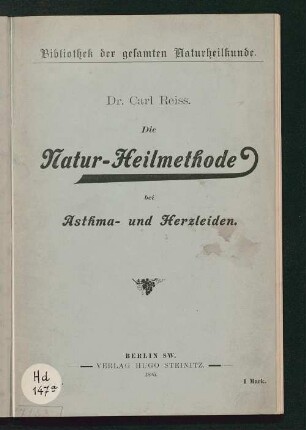 Bibliothek der gesamten Naturheilkunde.
Dr. Carl Reiss.
Die
Natur-Heilmethode
bei
Asthma- und Herzleiden.
BERLIN SW.
VERLAG HUGO STEINITZ.
1 Mark.
Hd
147a